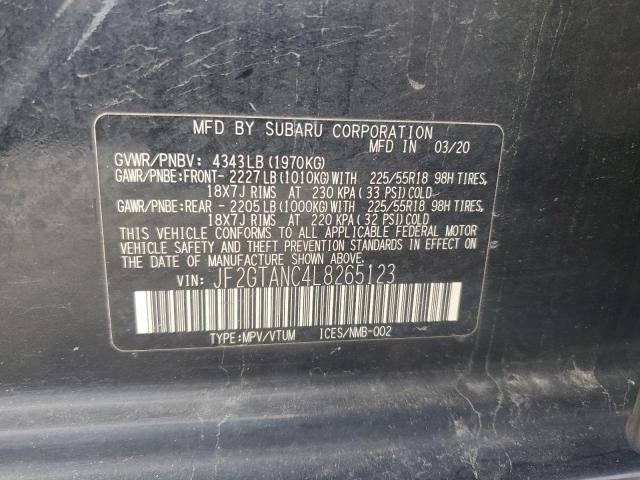 MFD BY SUBARU CORPORATION
MFD IN 03/20
GVWR/PNBV: 4343LB(1970KG)
GAWR/PNBE:FRONT-2227LB(1010KG)WITH 225/55R18 98H TIRES,
18X7J RIMS AT 230 KPA(33 PSI)COLD
GAWR/PNBE:REAR -2205LB(1000KG)WITH 225/55R18 98H TIRES,
18X7J RIMS AT 220 KPA(32 PSI)COLD
THIS VEHICLE CONFORMS TO ALL APPLICABLE FEDERAL MOTOR
VEHICLE SAFETY AND THEFT PREVENTION STANDARDS IN EFFECT ON
THE DATE OF MANUFACTURE SHOWN ABOVE.
VIN: JF2GTANC4L8265123
TYPE:MPV/VTUM ICES/NMB-002